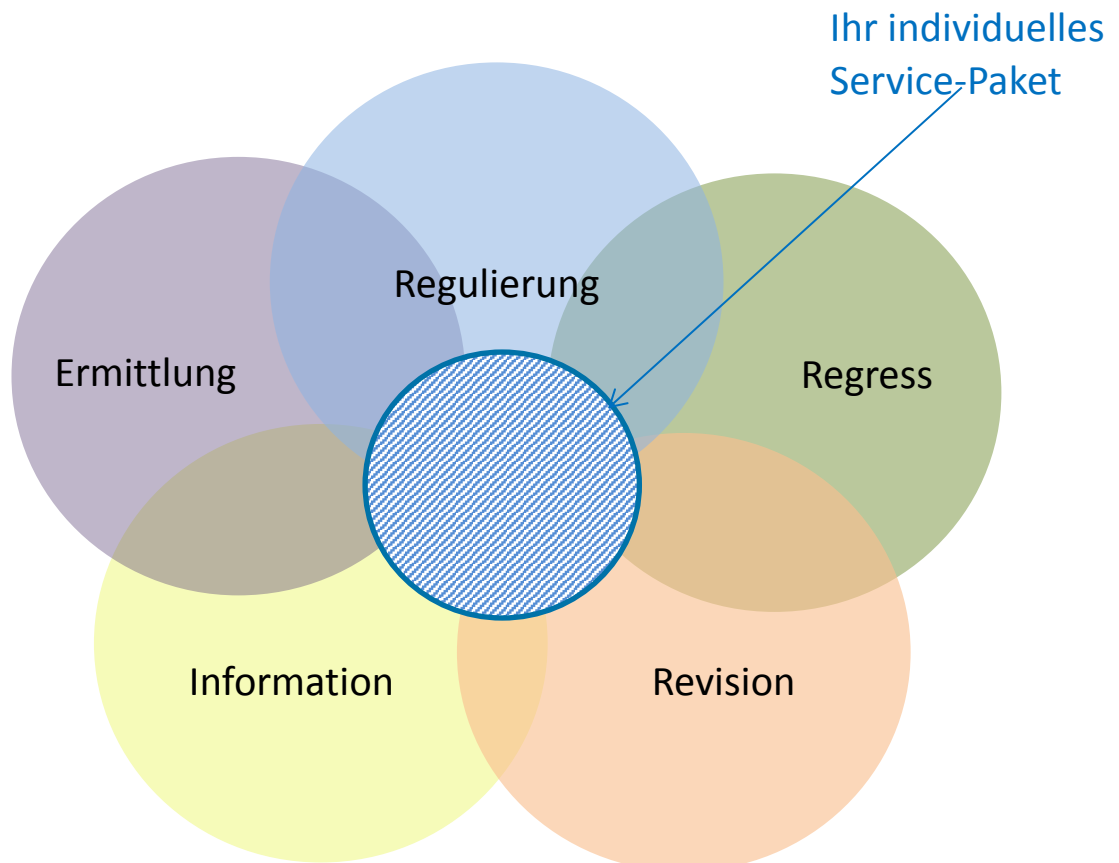 Ihr individuelles
Service-Paket
Regulierung
Ermittlung
Regress
Information
Revision